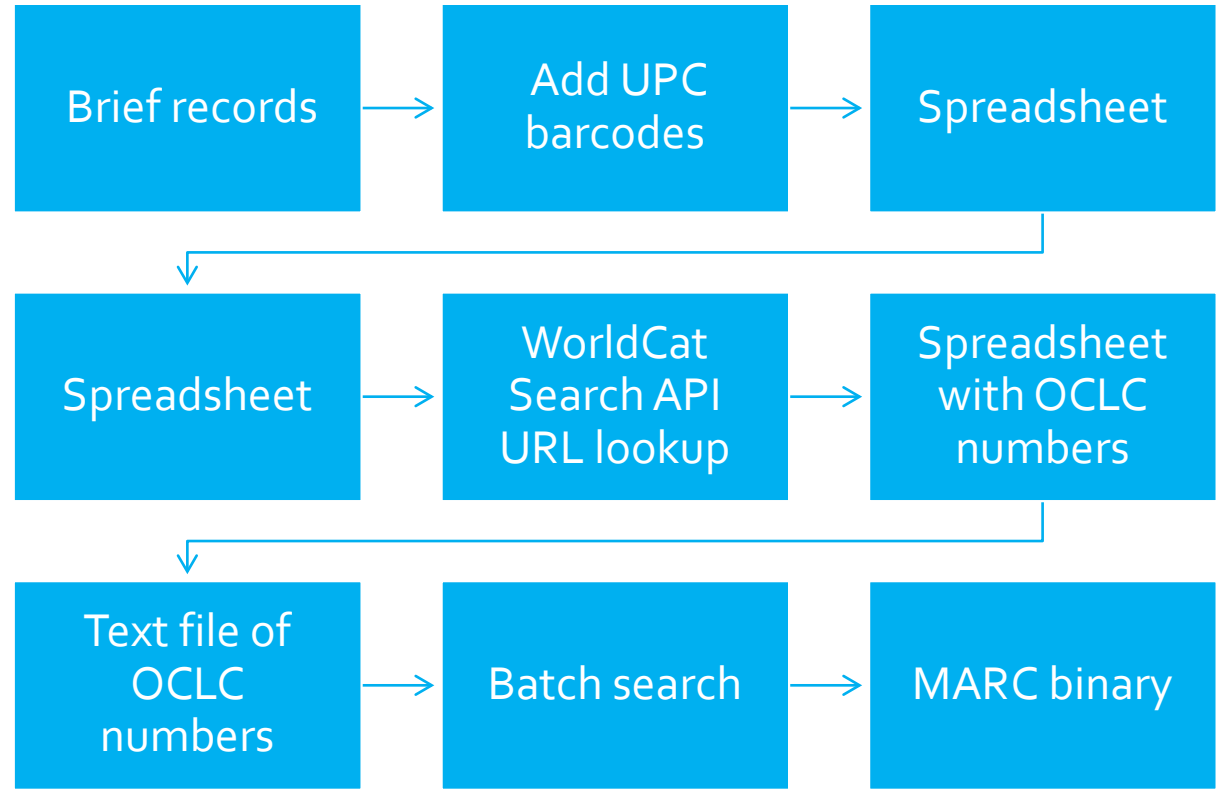 Brief records
Add UPC
barcodes
Spreadsheet
Spreadsheet
WorldCat
Search API
URL lookup
Spreadsheet
with OCLC
numbers
Text file of
OCLC
numbers
Batch search
MARC binary